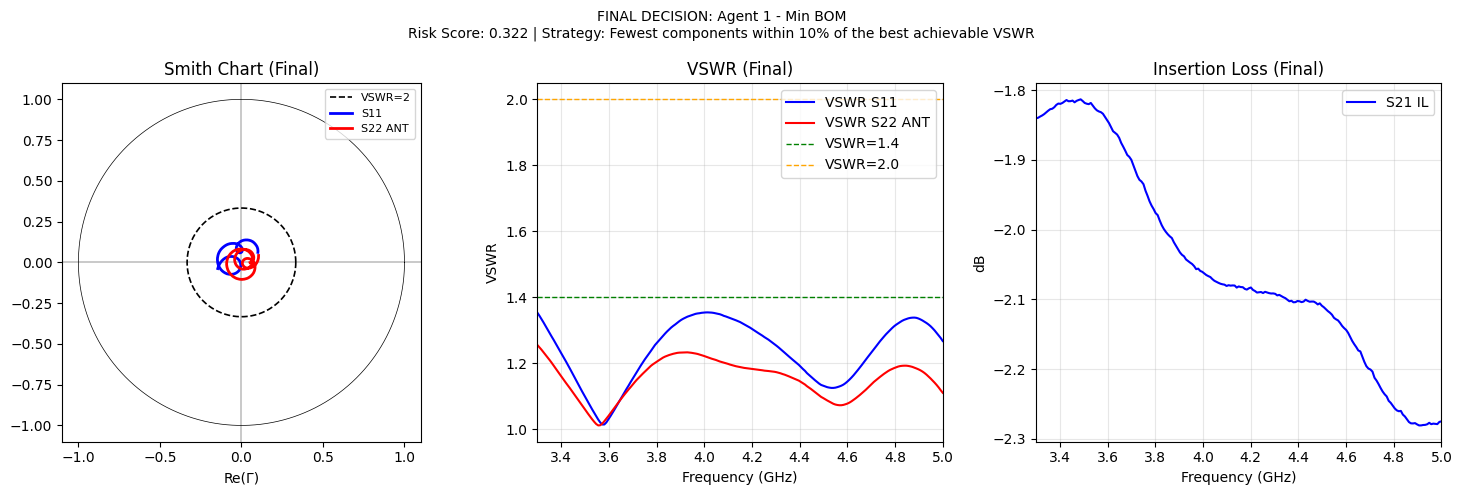 FINAL DECISION: Agent 1 - Min BOM
Risk Score: 0.322 | Strategy: Fewest components within 10% of the best achievable VSWR
Smith Chart (Final)
1.00
0.75
0.50
0.25
0.00
−0.25
−0.50
−0.75
−1.00
VSWR=2
S11
S22 ANT
−1.0
−0.5
0.0
0.5
1.0
Re(Γ)
VSWR (Final)
VSWR
2.0
1.8
1.6
1.4
1.2
1.0
VSWR S11
VSWR S22 ANT
VSWR=1.4
VSWR=2.0
3.4
3.6
3.8
4.0
4.2
4.4
4.6
4.8
5.0
Frequency (GHz)
Insertion Loss (Final)
dB
−1.8
−1.9
−2.0
−2.1
−2.2
−2.3
S21 IL
3.4
3.6
3.8
4.0
4.2
4.4
4.6
4.8
5.0
Frequency (GHz)